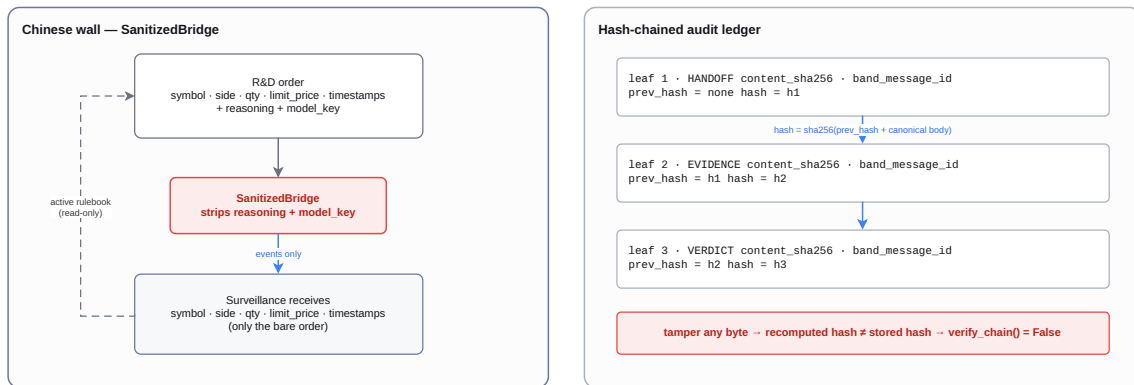 Chinese wall — SanitizedBridge
R&D order
symbol · side · qty · limit_price · timestamps
+ reasoning + model_key
SanitizedBridge
strips reasoning + model_key
active rulebook
(read-only)
events only
Surveillance receives
symbol · side · qty · limit_price · timestamps
(only the bare order)
Hash-chained audit ledger
leaf 1 · HANDOFF content_sha256 · band_message_id
prev_hash = none hash = h1
hash = sha256(prev_hash + canonical body)
leaf 2 · EVIDENCE content_sha256 · band_message_id
prev_hash = h1 hash = h2
leaf 3 · VERDICT content_sha256 · band_message_id
prev_hash = h2 hash = h3
tamper any byte → recomputed hash ≠ stored hash → verify_chain() = False